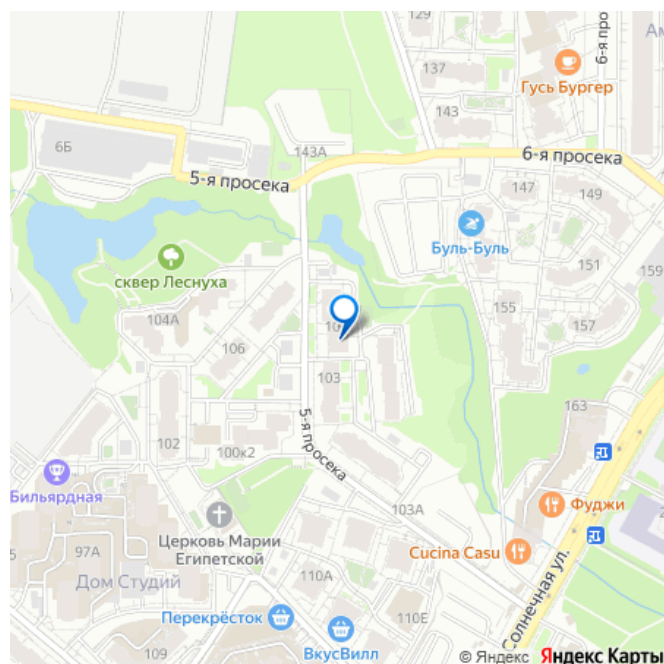 129
6-я про
137
Гусь Бургер
143
6Б
143А
6-я просека
5-я просека
147
149
Буль-Буль
151
сквер Леснуха
159
104А
155
157
106
103
5-я просека
163
102
100к2
Бильярдная
103А
Фуджи
Церковь Марии
Египетской
97А
Cucina Casu
Дом Студий
110А
Солнечная ул.
Перекрёсток
110Е
ВкусВилл
109
© Яндекс Яндекс Карты